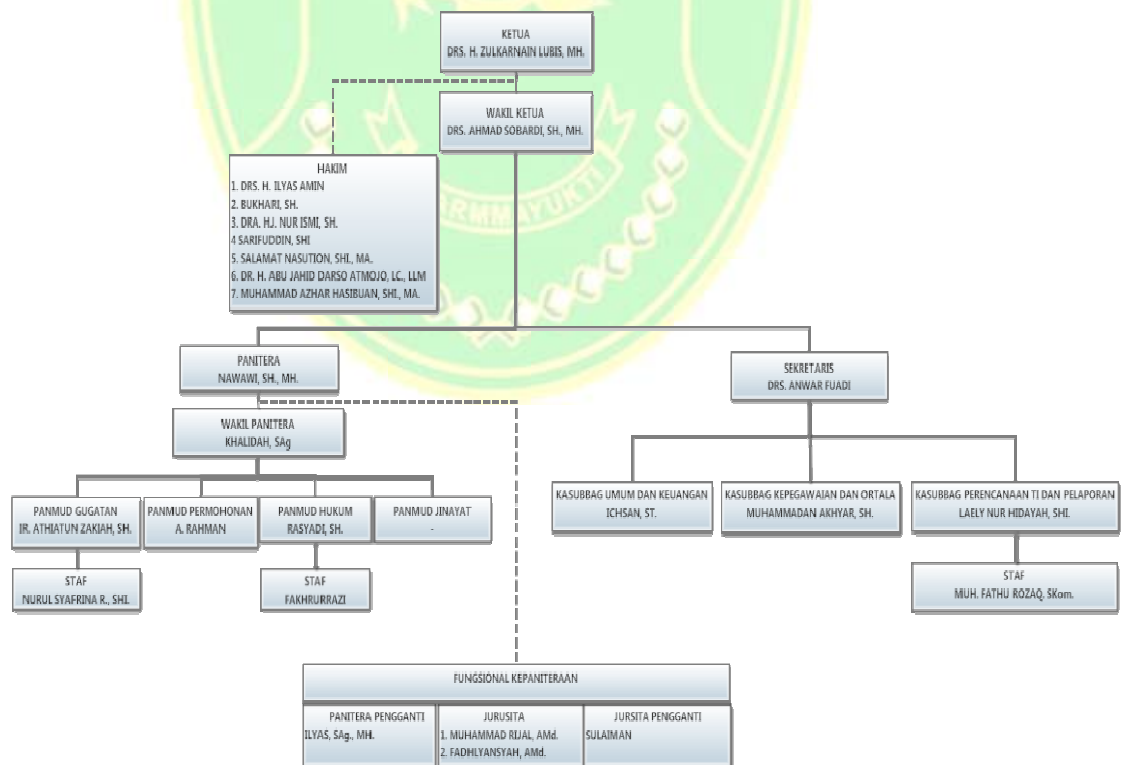 KETUA
DRS. H. ZULKARNAIN LUBIS, MH.
WAKIL KETUA
DRS. AHMAD SOBARDI, SH., MH.
HAKIM
1. DRS. H. ILYAS AMIN
2. BUKHARI, SH.
3. DRA. HJ. NUR ISMI, SH.
4 SARIFUDDIN, SHI
5. SALAMAT NASUTION, SHI., MA.
6. DR. H. ABU JAHID DARSO ATMOJO, LC., LLM
7. MUHAMMAD AZHAR HASIBUAN, SHI., MA.
PANITERA
NAWAWI, SH., MH.
SEKRETARIS
DRS. ANWAR FUADI
WAKIL PANITERA
KHALIDAH, SAg
PANMUD GUGATAN
IR. ATHIATUN ZAKIAH, SH.
PANMUD PERMOHONAN
A. RAHMAN
PANMUD HUKUM
RASYADI, SH.
PANMUD JINAYAT
-
KASUBBAG UMUM DAN KEUANGAN
ICHSAN, ST.
KASUBBAG KEPEGAWAIAN DAN ORTALA
MUHAMMADAN AKHYAR, SH.
KASUBBAG PERENCANAAN TI DAN PELAPORAN
LAELY NUR HIDAYAH, SHI.
STAF
NURUL SYAFRINA R., SHI.
STAF
FAKHRURRAZI
STAF
MUH. FATHU ROZAQ, SKom.
FUNGSIONAL KEPANITERAAN
PANITERA PENGGANTI
ILYAS, SAg., MH.
JURUSITA
1. MUHAMMAD RIJAL, AMd.
2. FADHLYANSYAH, AMd.
JURSITA PENGGANTI
SULAIMAN